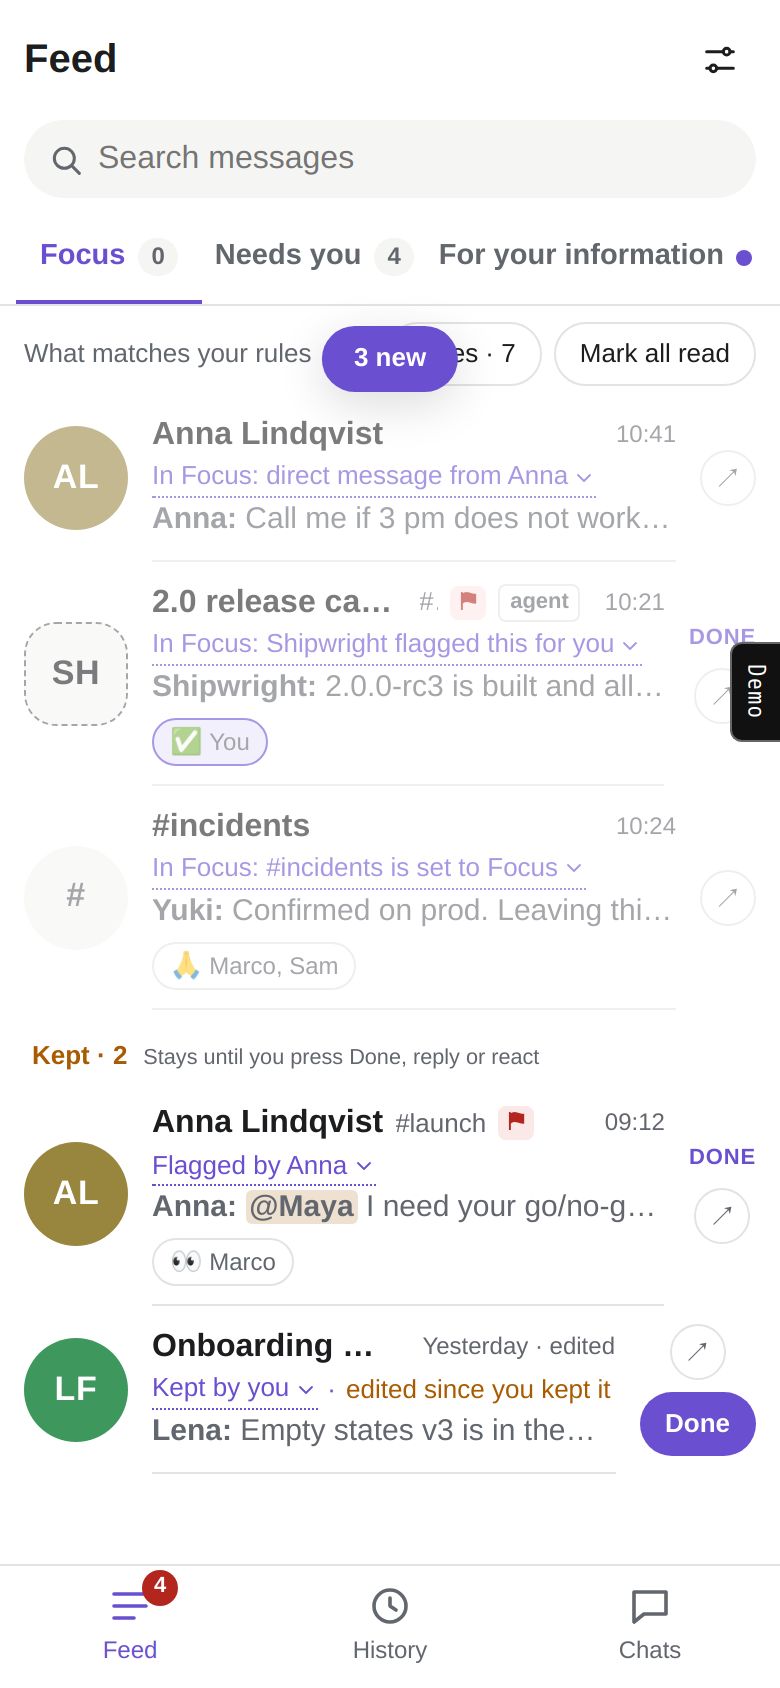 Feed
Search messages
Focus 0 Needs you 4 For your information
What matches your rules 3 new · 7 Mark all read
Anna Lindqvist 10:41
In Focus: direct message from Anna
Anna: Call me if 3 pm does not work…
AL
2.0 release ca… #. agent 10:21
In Focus: Shipwright flagged this for you DONE
SH Shipwright: 2.0.0-rc3 is built and all…
Demo
✅ You
#incidents 10:24
In Focus: #incidents is set to Focus
# Yuki: Confirmed on prod. Leaving thi…
🙏 Marco, Sam
Kept · 2 Stays until you press Done, reply or react
Anna Lindqvist #launch 09:12
Flagged by Anna DONE
AL Anna: @Maya I need your go/no-g…
👀 Marco
Onboarding … Yesterday · edited
LF Kept by you · edited since you kept it
Lena: Empty states v3 is in the… Done
4
Feed History Chats